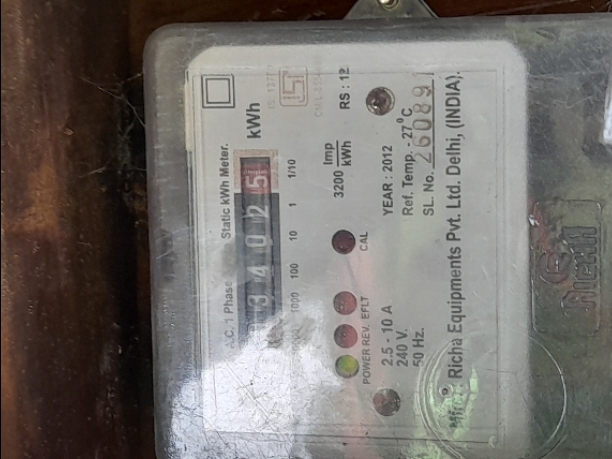 A.C. 1 Phase Static kWh Meter.
3 4 0 2 5 kWh
1000 100 10 1 1/10
Imp
3200 kWh
RS : 12
CAL
POWER REV. EFLT
2.5 - 10 A
240 V.
50 Hz.
YEAR : 2012
Ref. Temp. - 27°C
SL. No. 260891
Richa Equipments Pvt. Ltd. Delhi, (INDIA).
RICHA